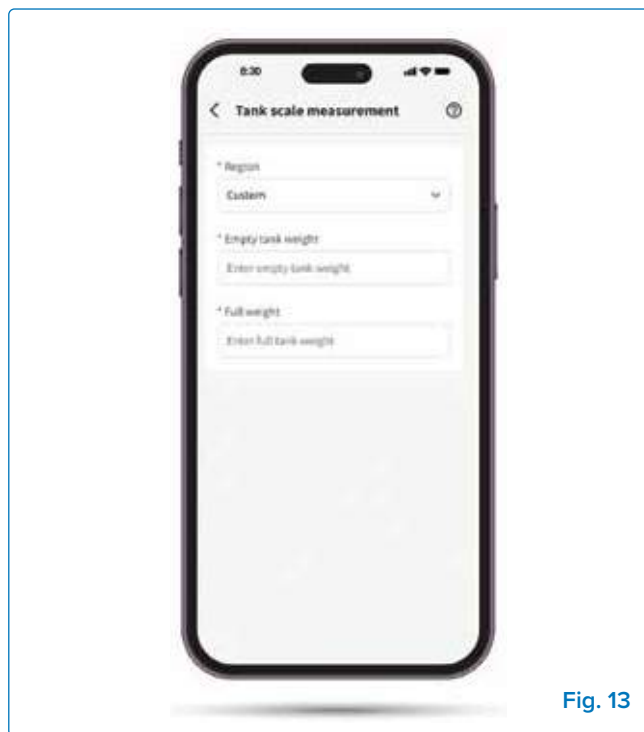 8:30
Tank scale measurement
* Region
Custom
* Empty tank weight
Enter empty tank weight
* Full weight
Enter full tank weight
Fig. 13